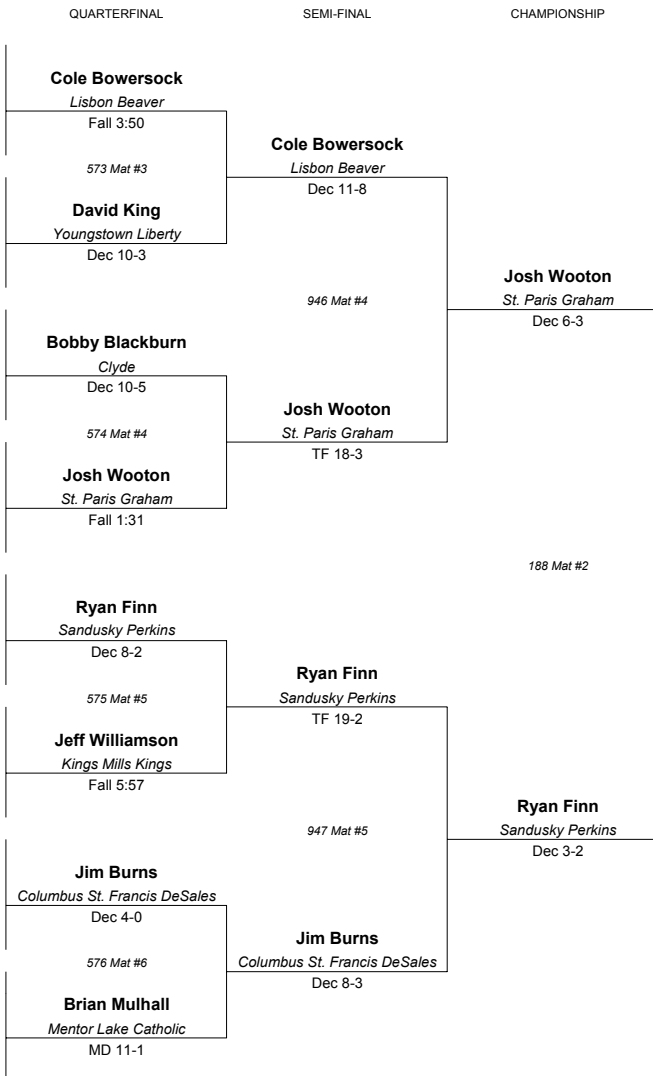 QUARTERFINAL
SEMI-FINAL
CHAMPIONSHIP
Cole Bowersock
Lisbon Beaver
Fall 3:50
573 Mat #3
David King
Youngstown Liberty
Dec 10-3
Bobby Blackburn
Clyde
Dec 10-5
574 Mat #4
Josh Wooton
St. Paris Graham
Fall 1:31
Ryan Finn
Sandusky Perkins
Dec 8-2
575 Mat #5
Jeff Williamson
Kings Mills Kings
Fall 5:57
Jim Burns
Columbus St. Francis DeSales
Dec 4-0
576 Mat #6
Brian Mulhall
Mentor Lake Catholic
MD 11-1
Cole Bowersock
Lisbon Beaver
Dec 11-8
946 Mat #4
Josh Wooton
St. Paris Graham
TF 18-3
Ryan Finn
Sandusky Perkins
TF 19-2
947 Mat #5
Jim Burns
Columbus St. Francis DeSales
Dec 8-3
Josh Wooton
St. Paris Graham
Dec 6-3
188 Mat #2
Ryan Finn
Sandusky Perkins
Dec 3-2